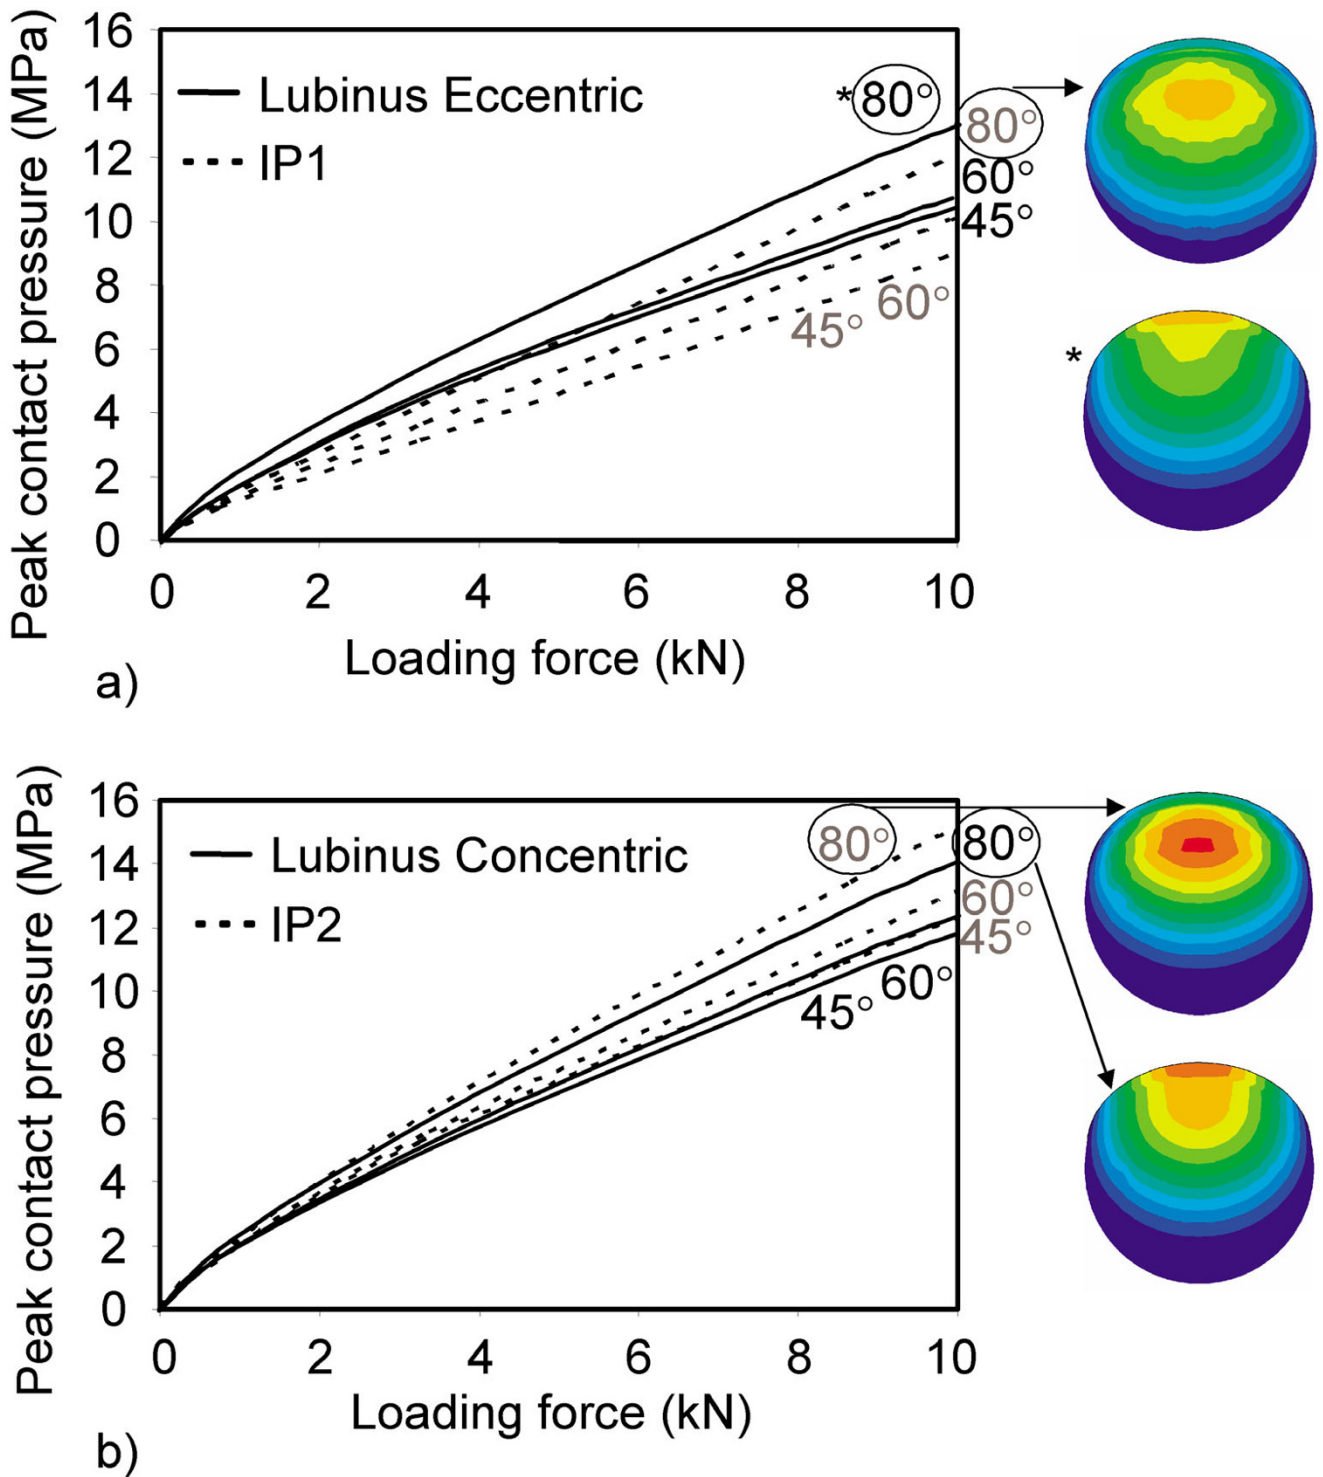 Peak contact pressure (MPa)
16
14
12
10
8
6
4
2
0
Lubinus Eccentric
IP1
*80°
80°
60°
45°
60°
45°
*
0 2 4 6 8 10
Loading force (kN)
a)
Peak contact pressure (MPa)
16
14
12
10
8
6
4
2
0
Lubinus Concentric
IP2
80°
80°
60°
45°
60°
45°
0 2 4 6 8 10
Loading force (kN)
b)